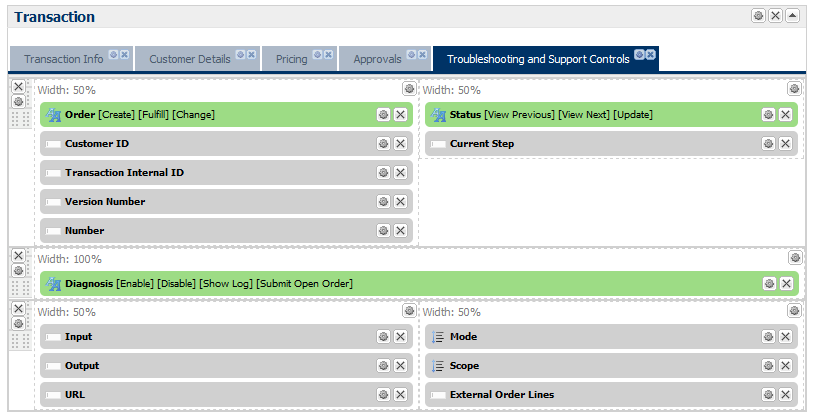 Transaction
Transaction Info Customer Details Pricing Approvals Troubleshooting and Support Controls
Width: 50% Width: 50%
Order [Create] [Fulfill] [Change] Status [View Previous] [View Next] [Update]
Customer ID Current Step
Transaction Internal ID
Version Number
Number
Width: 100%
Diagnosis [Enable] [Disable] [Show Log] [Submit Open Order]
Width: 50% Width: 50%
Input Mode
Output Scope
URL External Order Lines